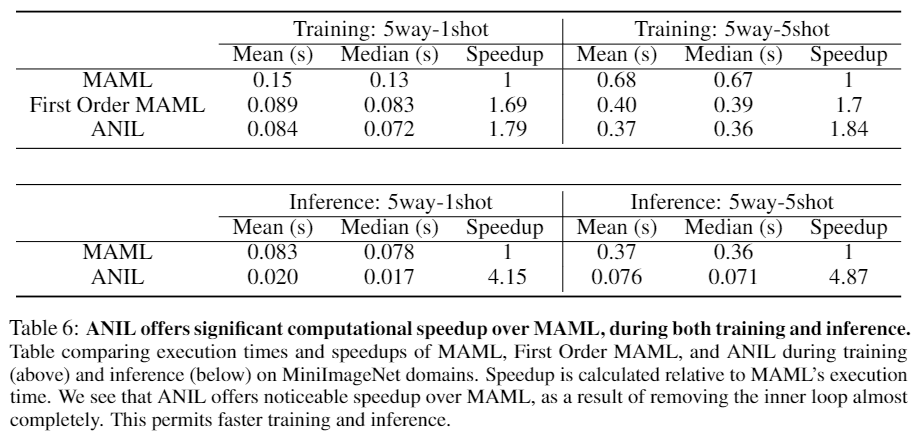 Training: 5way-1shot Training: 5way-5shot
Mean (s) Median (s) Speedup Mean (s) Median (s) Speedup
MAML 0.15 0.13 1 0.68 0.67 1
First Order MAML 0.089 0.083 1.69 0.40 0.39 1.7
ANIL 0.084 0.072 1.79 0.37 0.36 1.84
Inference: 5way-1shot Inference: 5way-5shot
Mean (s) Median (s) Speedup Mean (s) Median (s) Speedup
MAML 0.083 0.078 1 0.37 0.36 1
ANIL 0.020 0.017 4.15 0.076 0.071 4.87
Table 6: ANIL offers significant computational speedup over MAML, during both training and inference.
Table comparing execution times and speedups of MAML, First Order MAML, and ANIL during training
(above) and inference (below) on MiniImageNet domains. Speedup is calculated relative to MAML's execution
time. We see that ANIL offers noticeable speedup over MAML, as a result of removing the inner loop almost
completely. This permits faster training and inference.